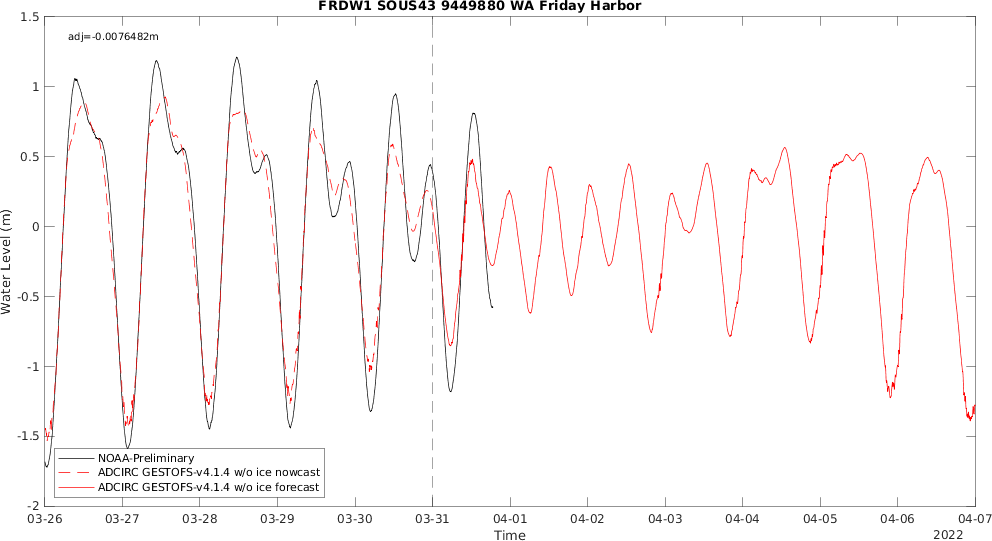 FRDW1 SOUS43 9449880 WA Friday Harbor
adj=-0.0076482m
1.5
1
0.5
0
-0.5
-1
-1.5
-2
Water Level (m)
NOAA-Preliminary
ADCIRC GESTOFS-v4.1.4 w/o ice nowcast
ADCIRC GESTOFS-v4.1.4 w/o ice forecast
03-26 03-27 03-28 03-29 03-30 03-31 04-01 04-02 04-03 04-04 04-05 04-06 04-07
Time
2022